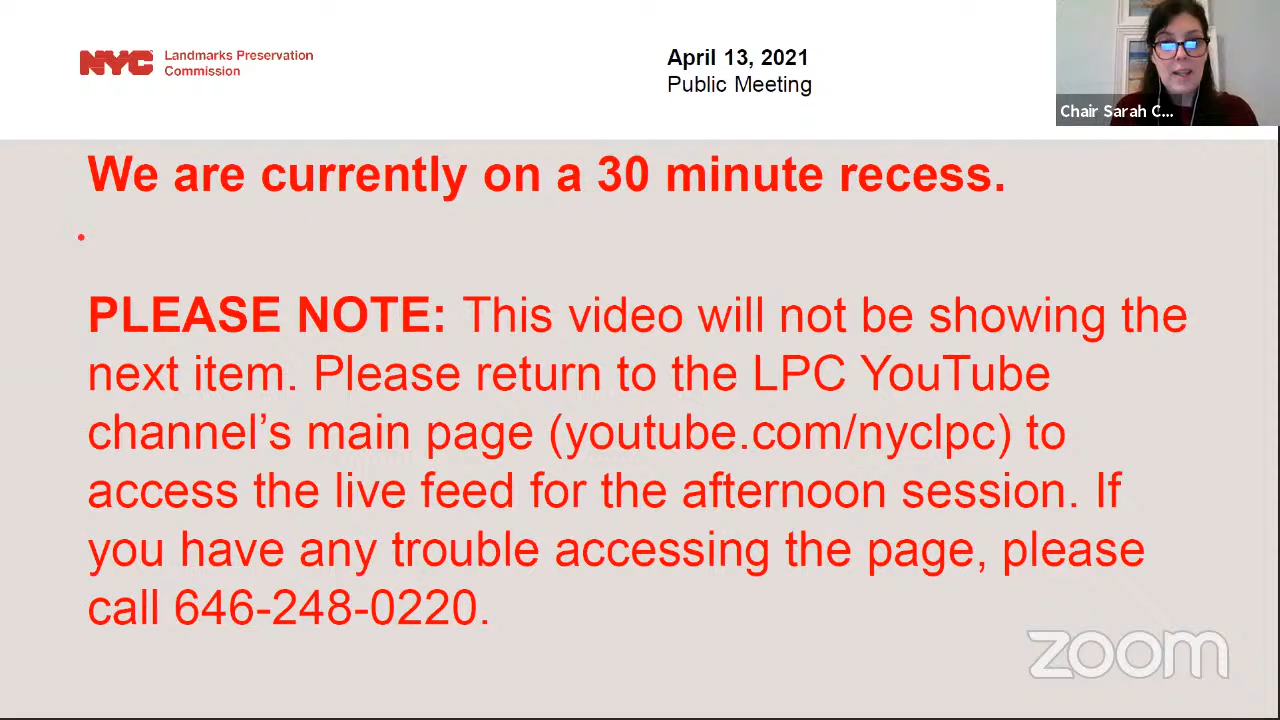 NYC Landmarks Preservation
Commission
April 13, 2021
Public Meeting
Chair Sarah C...
We are currently on a 30 minute recess.
PLEASE NOTE: This video will not be showing the
next item. Please return to the LPC YouTube
channel’s main page (youtube.com/nyclpc) to
access the live feed for the afternoon session. If
you have any trouble accessing the page, please
call 646-248-0220.
zoom